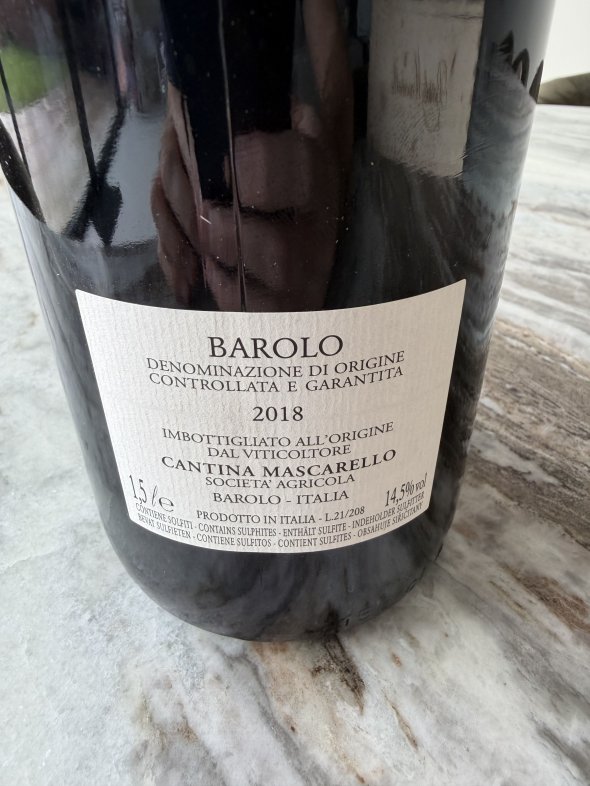 BAROLO
DENOMINAZIONE DI ORIGINE
CONTROLLATA E GARANTITA
2018
IMBOTTIGLIATO ALL'ORIGINE
DAL VITICOLTORE
CANTINA MASCARELLO
SOCIETA' AGRICOLA
BAROLO - ITALIA
1,5 l e 14,5% vol
PRODOTTO IN ITALIA - L.21/208
CONTIENE SOLFITI - CONTAINS SULPHITES - ENTHÄLT SULFITE - INDEHOLDER SULFITTER
BEVAT SULFIETEN - CONTIENE SULFITOS - CONTIENT SULFITES - OBSAHUJE SIŘIČITANY